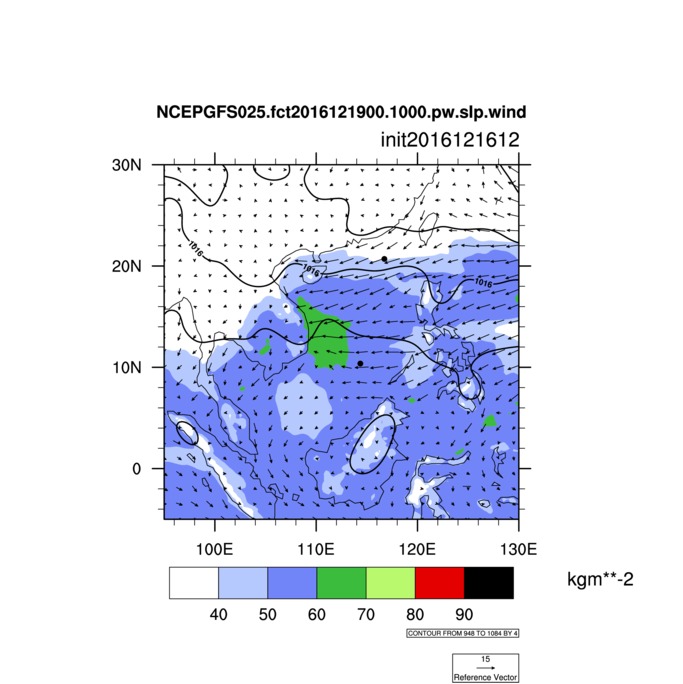 NCEPGFS025.fct2016121900.1000.pw.slp.wind
init2016121612
30N
1016
20N
1016
1016
10N
0
100E 110E 120E 130E
kgm**-2
40 50 60 70 80 90
CONTOUR FROM 948 TO 1084 BY 4
15
Reference Vector